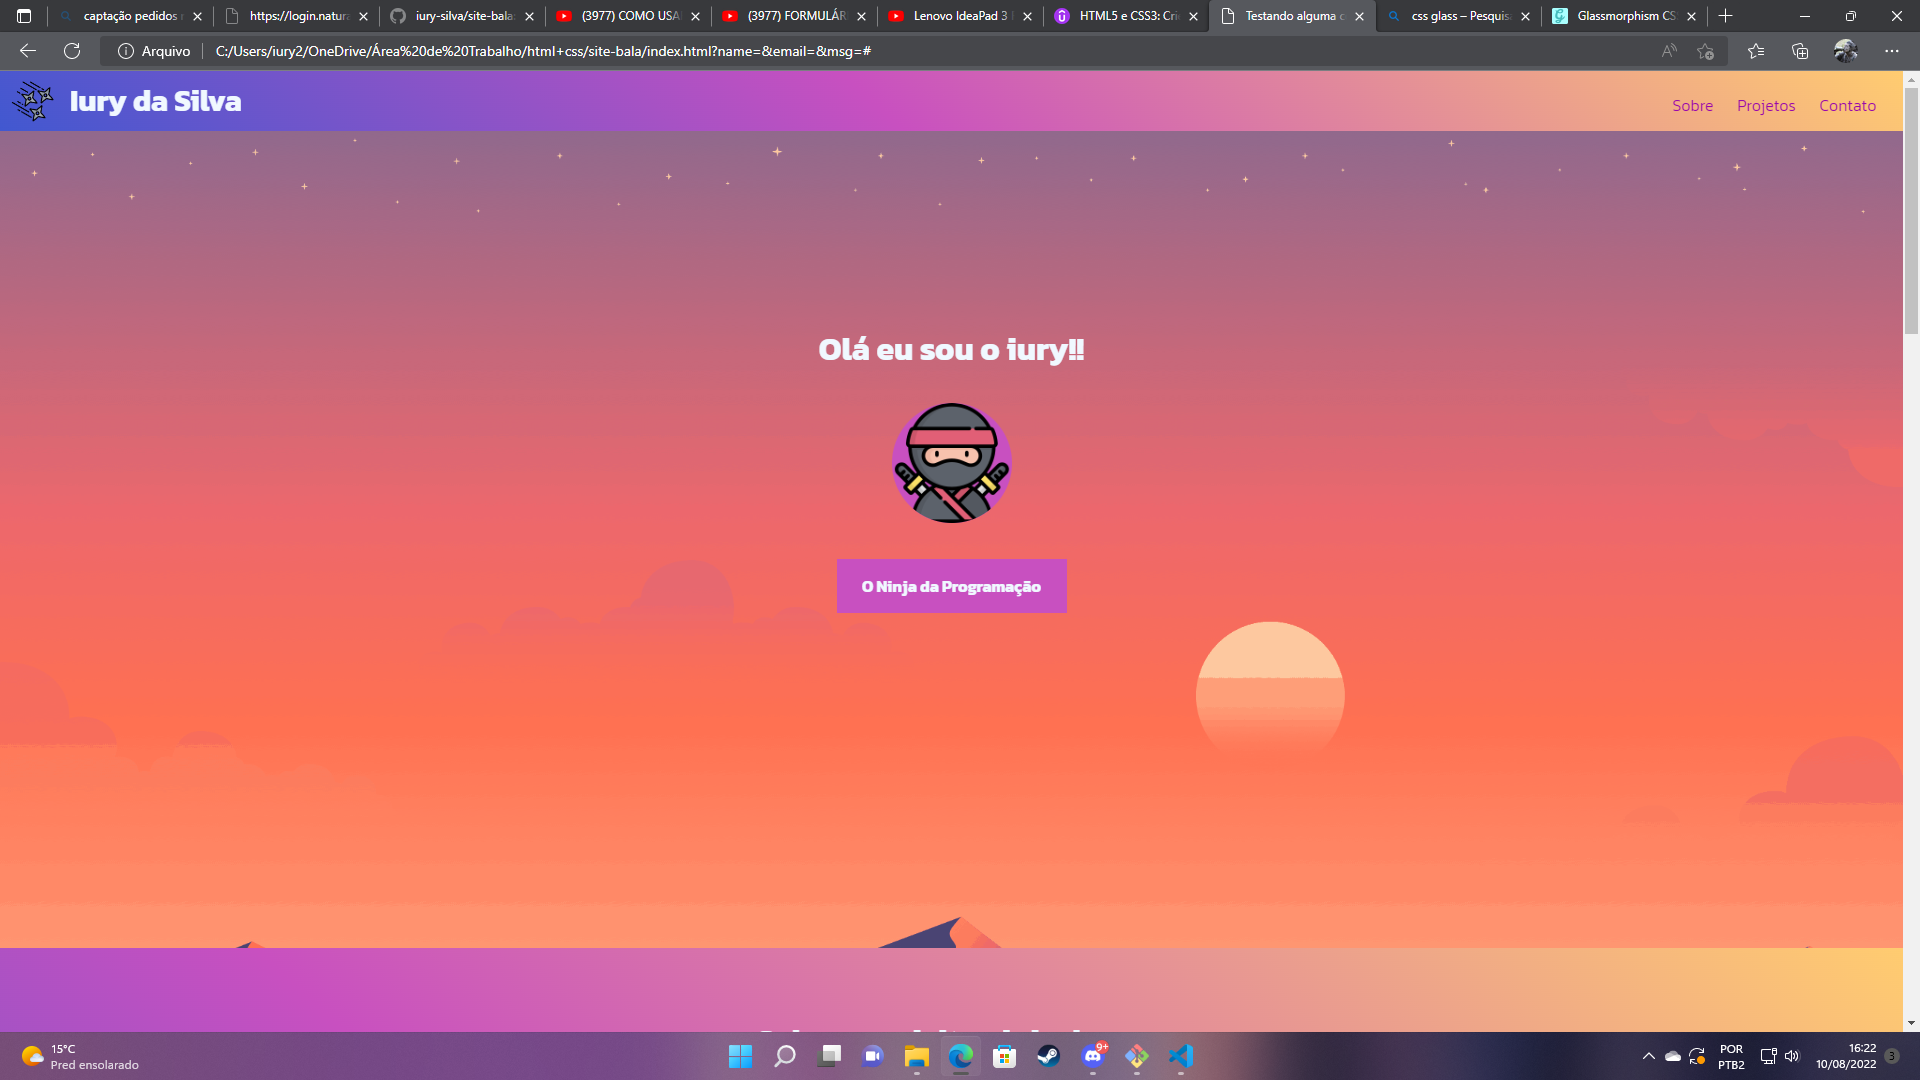 captação pedidos
https://login.natura
iury-silva/site-bala
(3977) COMO USA
(3977) FORMULÁR
Lenovo IdeaPad 3
HTML5 e CSS3: Cri
Testando alguma c
css glass – Pesquis
Glassmorphism CS
Arquivo
C:/Users/iury2/OneDrive/Área%20de%20Trabalho/html+css/site-bala/index.html?name=&email=&msg=#
Iury da Silva
Sobre
Projetos
Contato
Olá eu sou o iury!!
O Ninja da Programação
15°C
Pred ensolarado
9+
POR
PTB2
16:22
10/08/2022
3